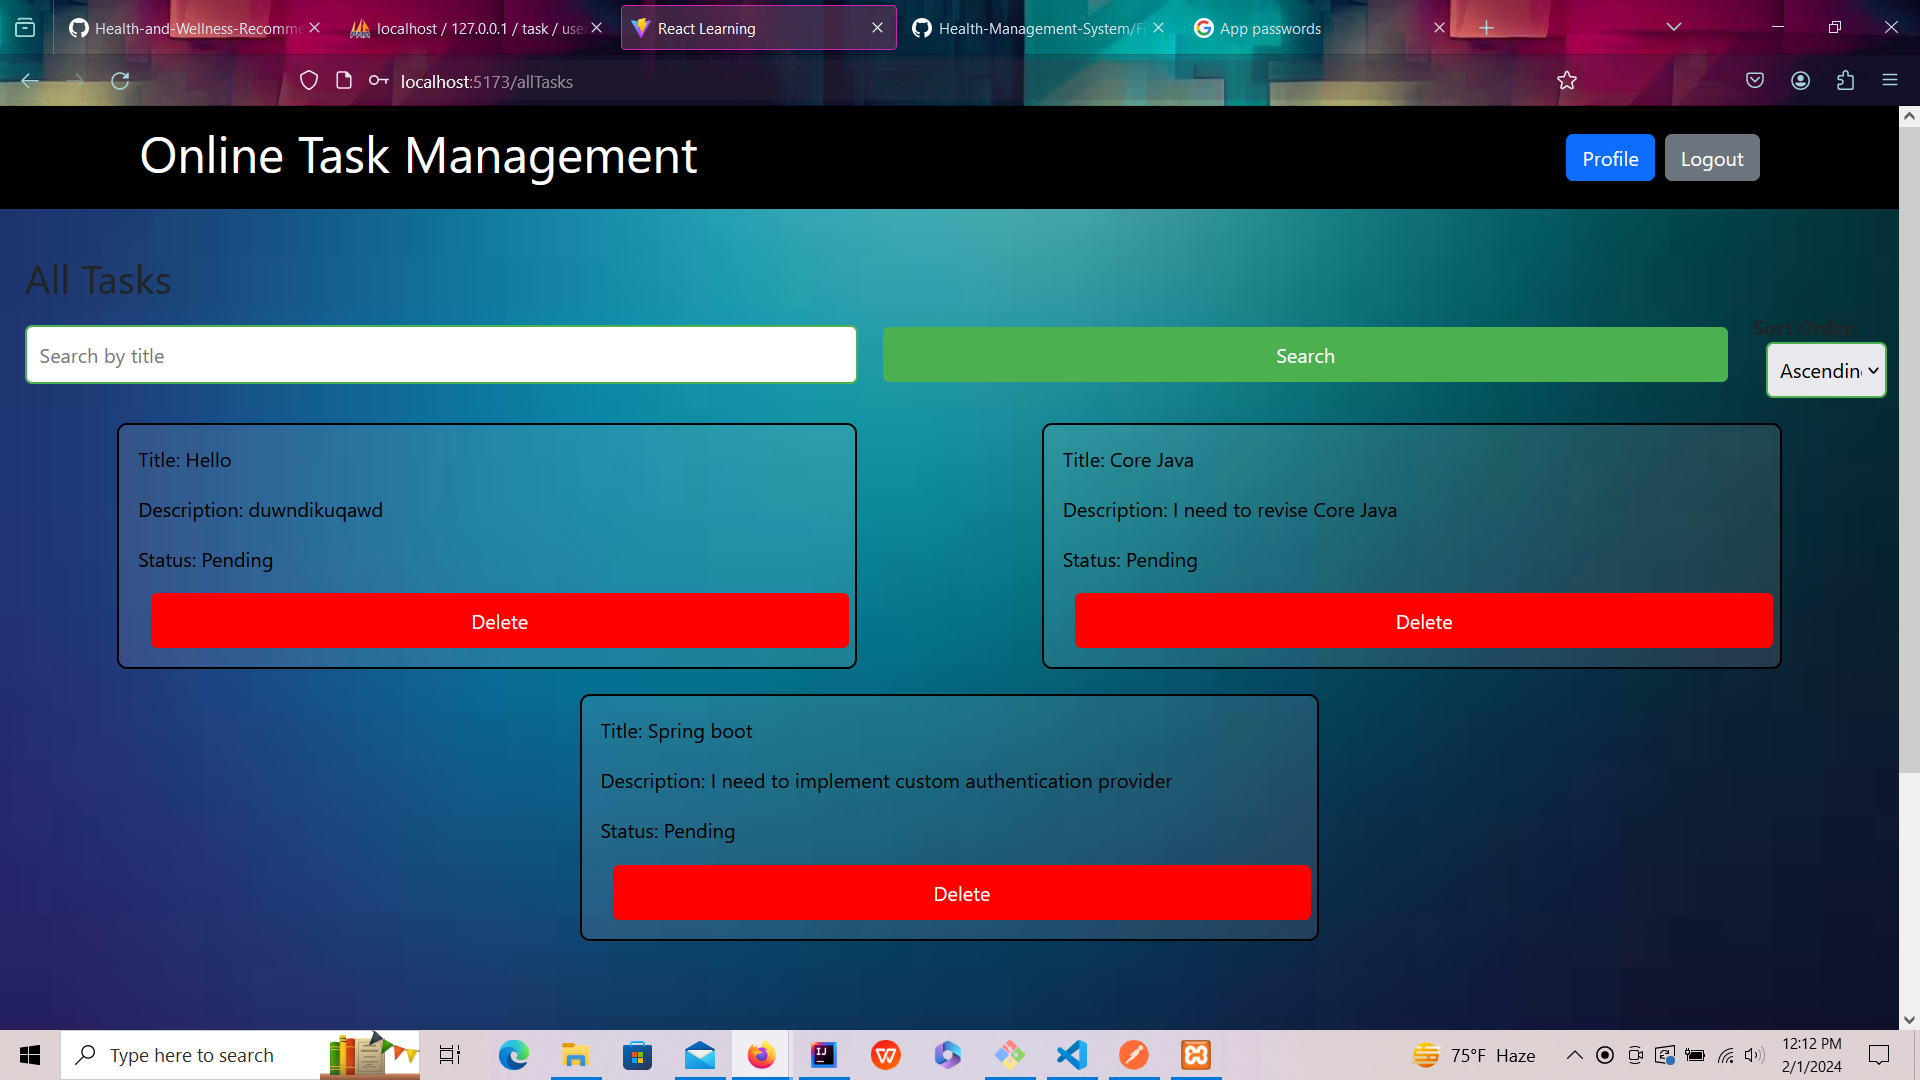 Health-and-Wellness-Recomme
localhost / 127.0.0.1 / task / use
React Learning
Health-Management-System/F
App passwords
localhost:5173/allTasks
Online Task Management
Profile
Logout
All Tasks
Sort Order:
Search by title
Search
Ascendin
Title: Hello
Description: duwndikuqawd
Status: Pending
Delete
Title: Core Java
Description: I need to revise Core Java
Status: Pending
Delete
Title: Spring boot
Description: I need to implement custom authentication provider
Status: Pending
Delete
Type here to search
75°F Haze
12:12 PM
2/1/2024